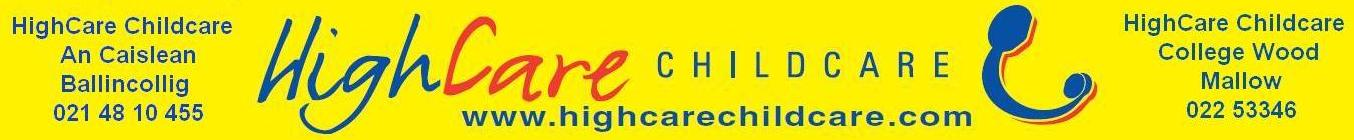 HighCare Childcare
An Caislean
Ballincollig
021 48 10 455
HighCare CHILDCARE
www.highcarechildcare.com
HighCare Childcare
College Wood
Mallow
022 53346